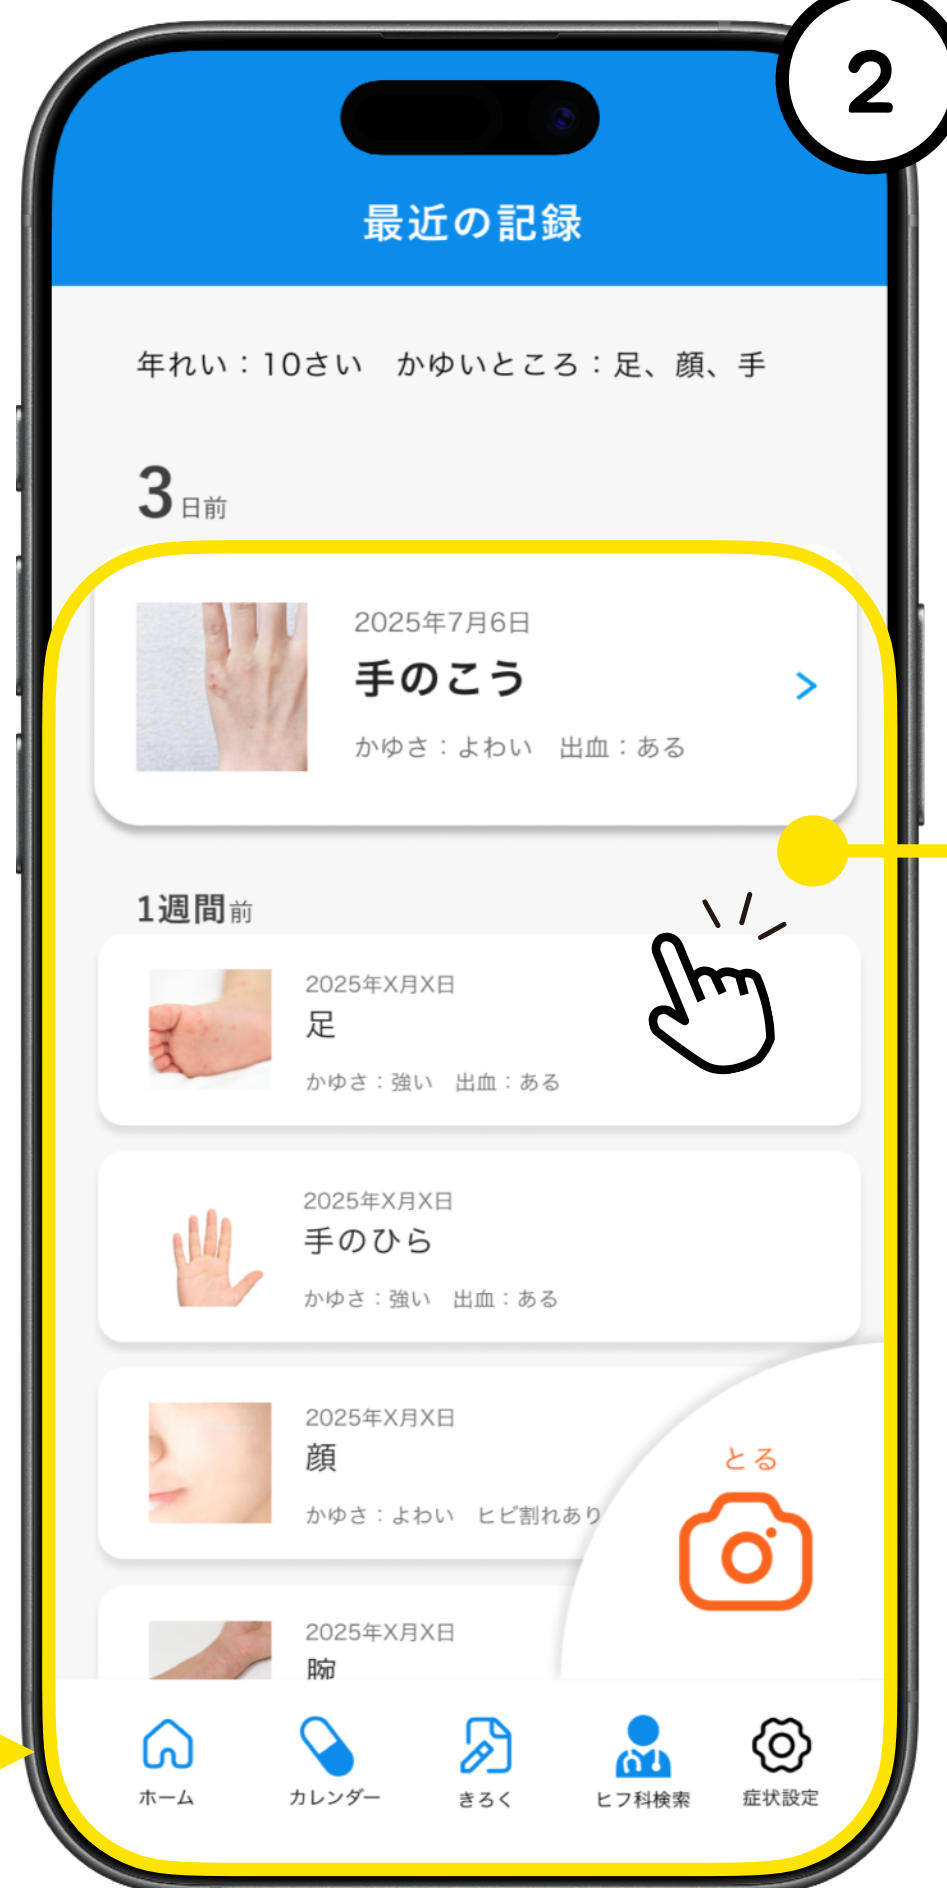 2
最近の記録
年れい：10さい　かゆいところ：足、顔、手
3日前
2025年7月6日
手のこう
かゆさ：よわい　出血：ある
1週間前
2025年X月X日
足
かゆさ：強い　出血：ある
2025年X月X日
手のひら
かゆさ：強い　出血：ある
2025年X月X日
顔
かゆさ：よわい　ヒビ割れあり
とる
2025年X月X日
腕
ホーム
カレンダー
きろく
ヒフ科検索
症状設定